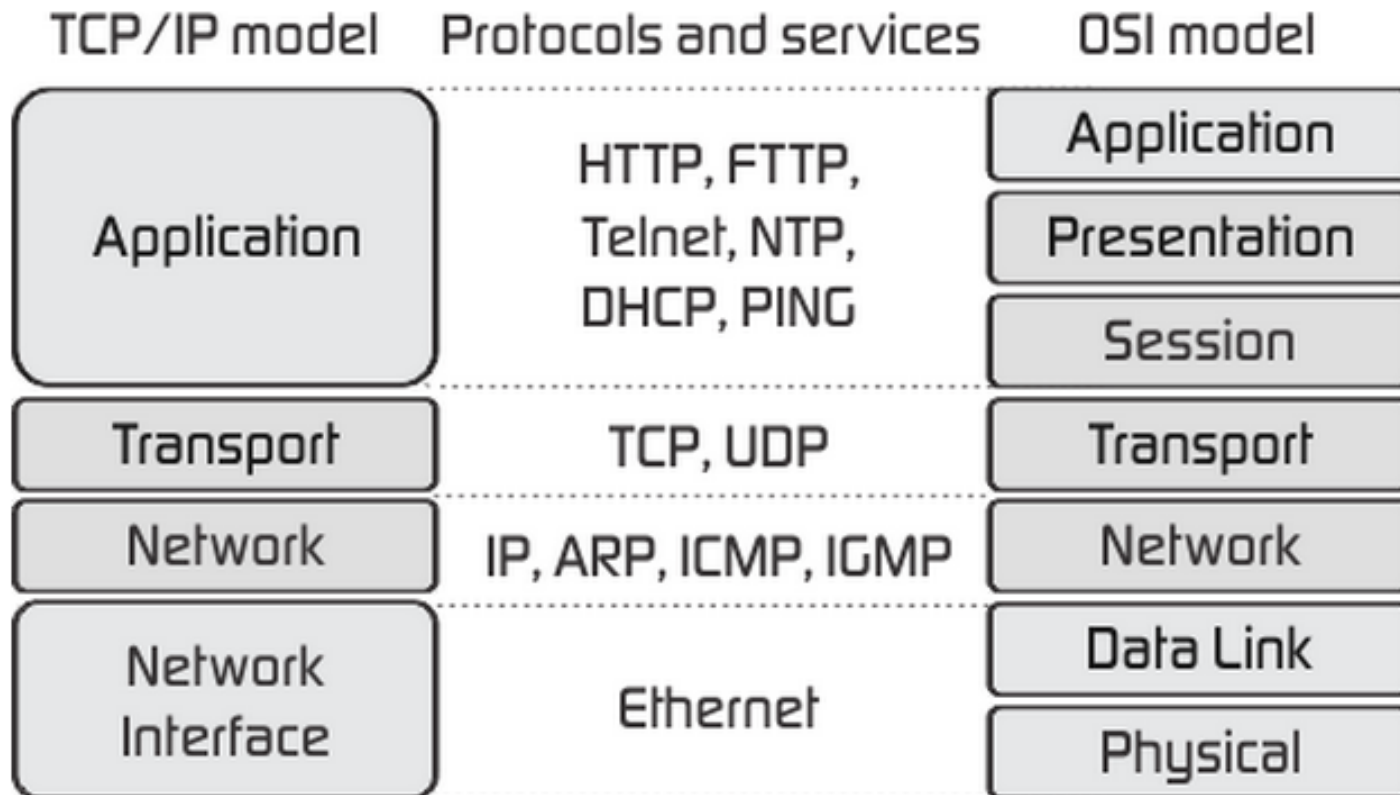 TCP/IP model
Protocols and services
OSI model
Application
HTTP, FTTP,
Telnet, NTP,
DHCP, PING
Application
Presentation
Session
Transport
TCP, UDP
Transport
Network
IP, ARP, ICMP, IGMP
Network
Network
Interface
Ethernet
Data Link
Physical